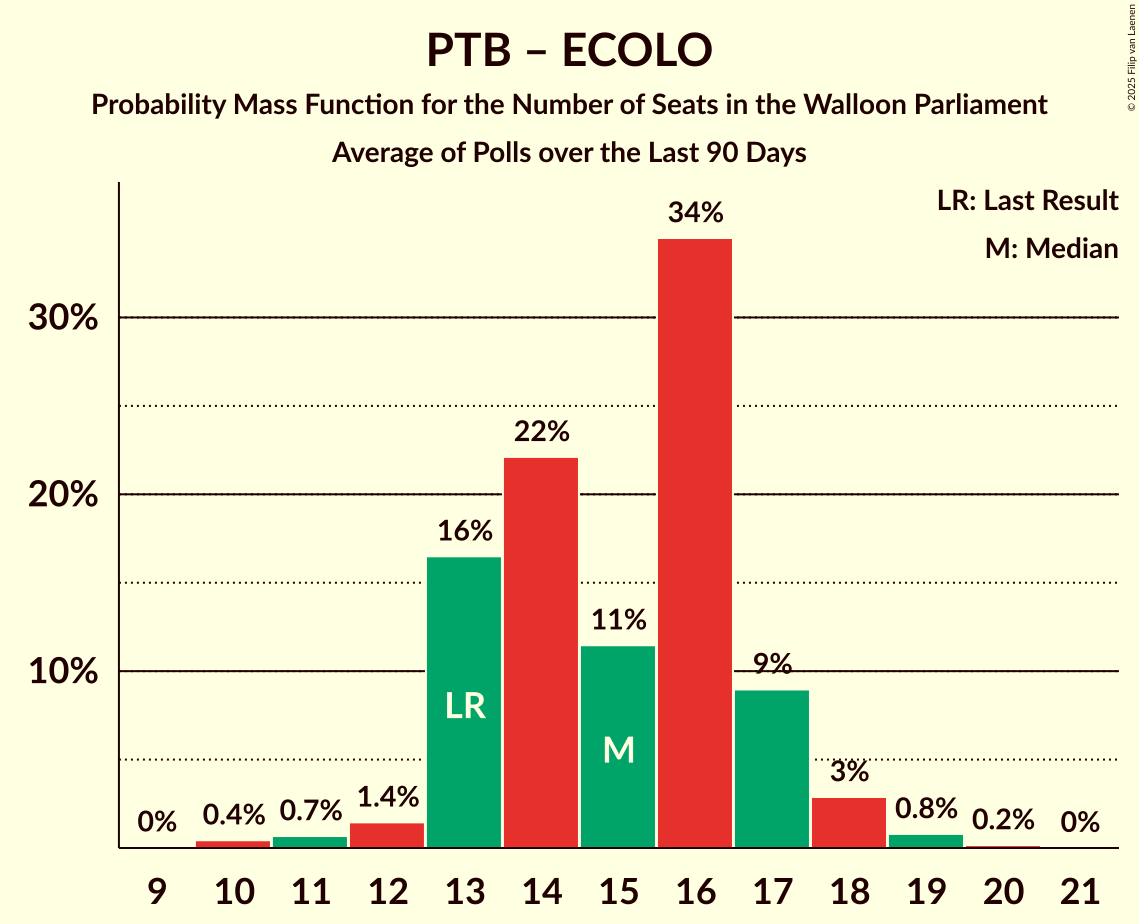 PTB – ECOLO
Probability Mass Function for the Number of Seats in the Walloon Parliament
Average of Polls over the Last 90 Days
© 2025 Filip van Laenen
LR: Last Result
M: Median
34%
30%
22%
20%
16%
11%
10%
9%
LR
M
3%
0%
0.4%
0.7%
1.4%
0.8%
0.2%
0%
9 10 11 12 13 14 15 16 17 18 19 20 21